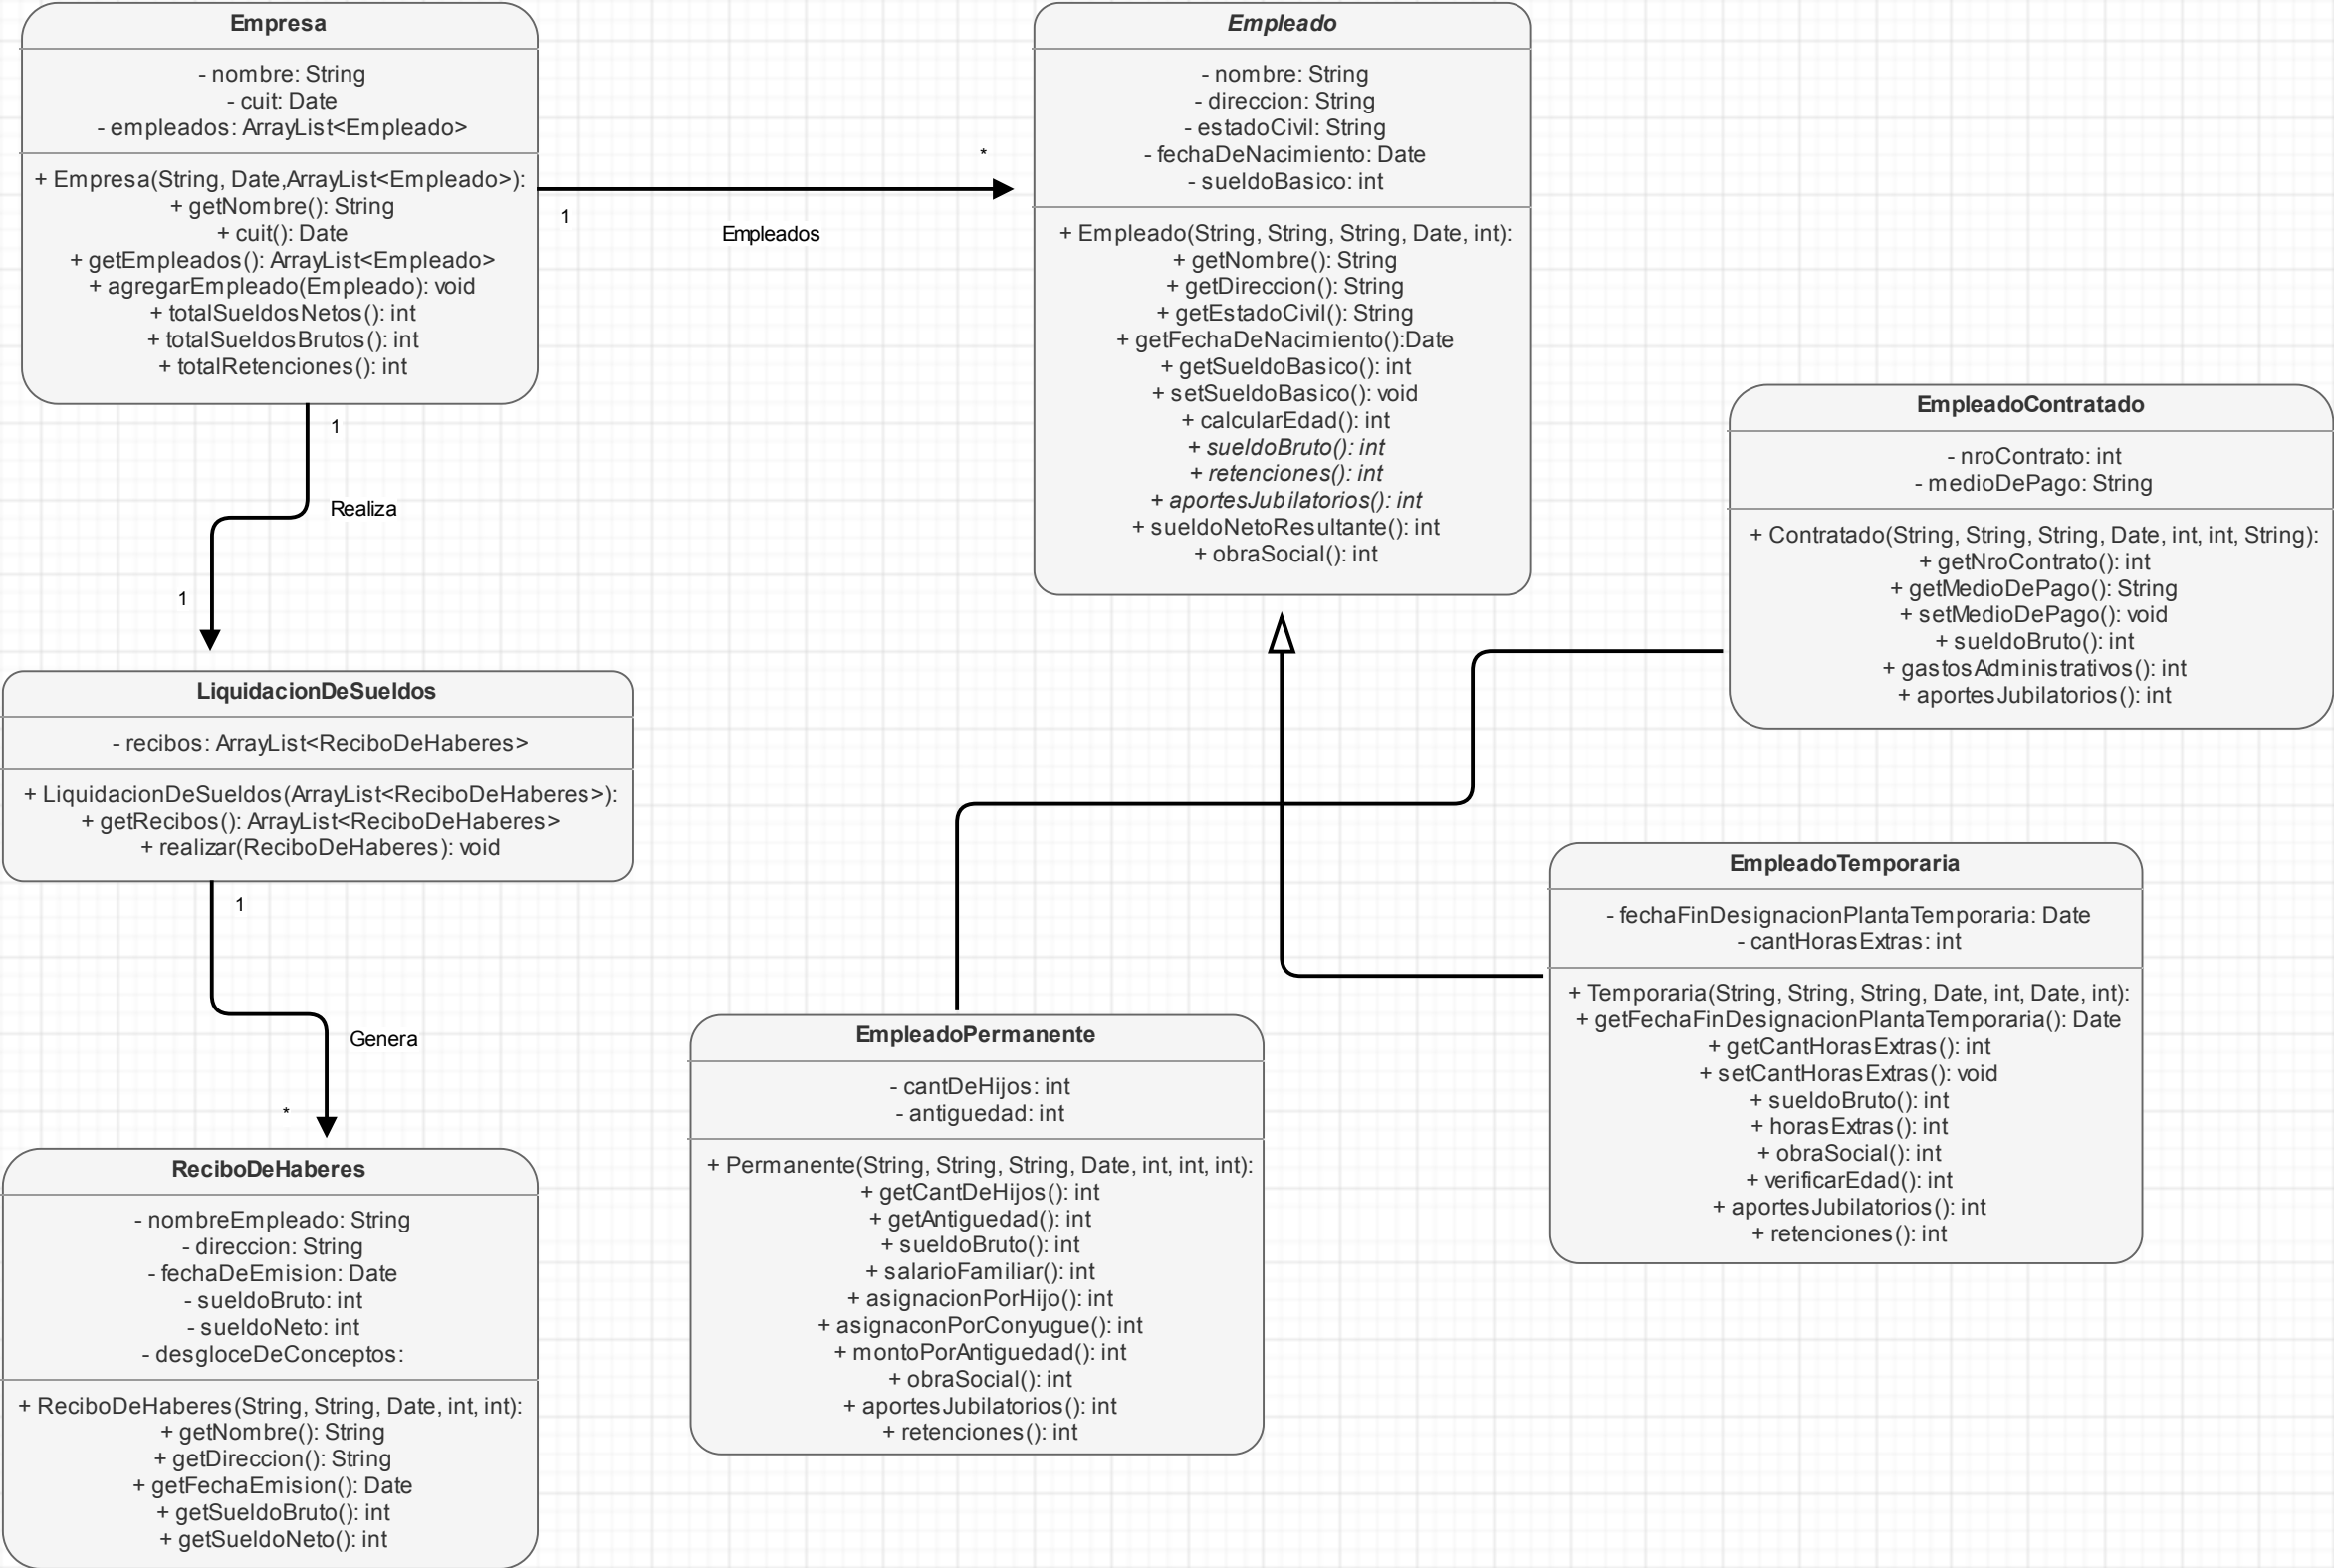 Empresa
- nombre: String
- cuit: Date
- empleados: ArrayList<Empleado>
+ Empresa(String, Date,ArrayList<Empleado>):
+ getNombre(): String
+ cuit(): Date
+ getEmpleados(): ArrayList<Empleado>
+ agregarEmpleado(Empleado): void
+ totalSueldosNetos(): int
+ totalSueldosBrutos(): int
+ totalRetenciones(): int
1
Empleados
*
Empleado
- nombre: String
- direccion: String
- estadoCivil: String
- fechaDeNacimiento: Date
- sueldoBasico: int
+ Empleado(String, String, String, Date, int):
+ getNombre(): String
+ getDireccion(): String
+ getEstadoCivil(): String
+ getFechaDeNacimiento():Date
+ getSueldoBasico(): int
+ setSueldoBasico(): void
+ calcularEdad(): int
+ sueldoBruto(): int
+ retenciones(): int
+ aportesJubilatorios(): int
+ sueldoNetoResultante(): int
+ obraSocial(): int
EmpleadoContratado
- nroContrato: int
- medioDePago: String
+ Contratado(String, String, String, Date, int, int, String):
+ getNroContrato(): int
+ getMedioDePago(): String
+ setMedioDePago(): void
+ sueldoBruto(): int
+ gastosAdministrativos(): int
+ aportesJubilatorios(): int
1
Realiza
1
LiquidacionDeSueldos
- recibos: ArrayList<ReciboDeHaberes>
+ LiquidacionDeSueldos(ArrayList<ReciboDeHaberes>):
+ getRecibos(): ArrayList<ReciboDeHaberes>
+ realizar(ReciboDeHaberes): void
1
Genera
*
ReciboDeHaberes
- nombreEmpleado: String
- direccion: String
- fechaDeEmision: Date
- sueldoBruto: int
- sueldoNeto: int
- desgloceDeConceptos:
+ ReciboDeHaberes(String, String, Date, int, int):
+ getNombre(): String
+ getDireccion(): String
+ getFechaEmision(): Date
+ getSueldoBruto(): int
+ getSueldoNeto(): int
EmpleadoPermanente
- cantDeHijos: int
- antiguedad: int
+ Permanente(String, String, String, Date, int, int, int):
+ getCantDeHijos(): int
+ getAntiguedad(): int
+ sueldoBruto(): int
+ salarioFamiliar(): int
+ asignacionPorHijo(): int
+ asignaconPorConyugue(): int
+ montoPorAntiguedad(): int
+ obraSocial(): int
+ aportesJubilatorios(): int
+ retenciones(): int
EmpleadoTemporaria
- fechaFinDesignacionPlantaTemporaria: Date
- cantHorasExtras: int
+ Temporaria(String, String, String, Date, int, Date, int):
+ getFechaFinDesignacionPlantaTemporaria(): Date
+ getCantHorasExtras(): int
+ setCantHorasExtras(): void
+ sueldoBruto(): int
+ horasExtras(): int
+ obraSocial(): int
+ verificarEdad(): int
+ aportesJubilatorios(): int
+ retenciones(): int